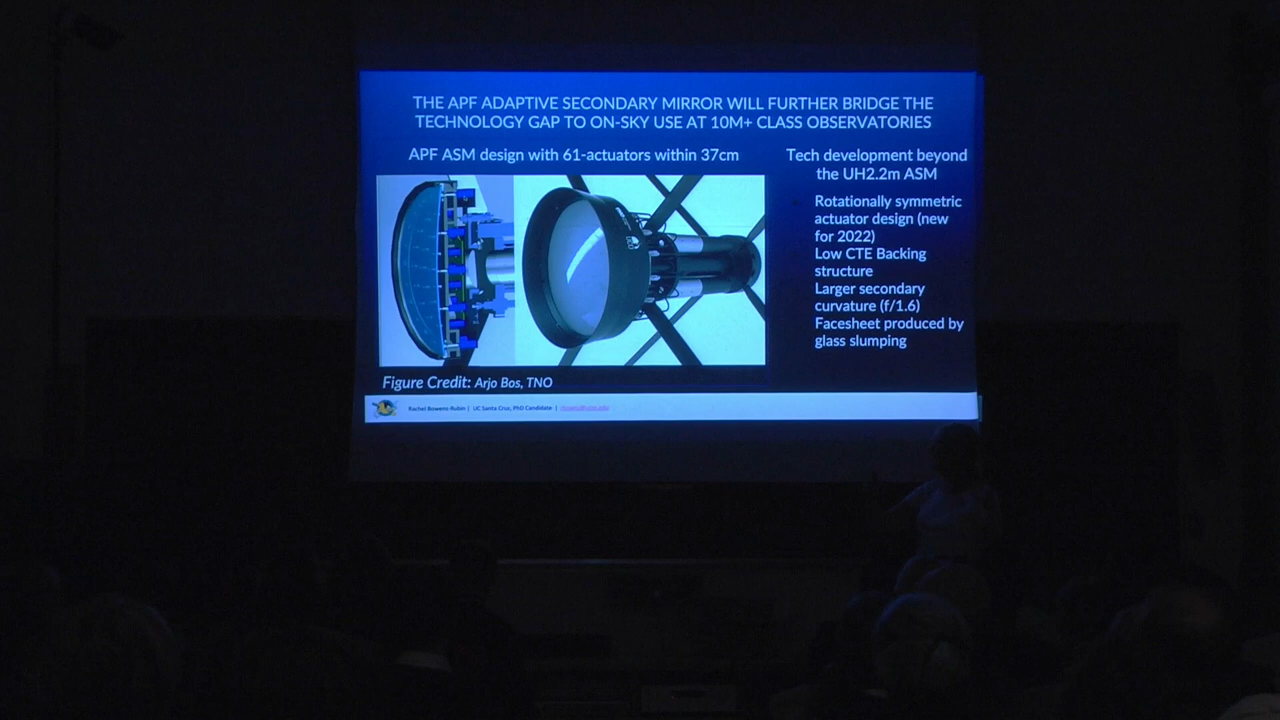 THE APF ADAPTIVE SECONDARY MIRROR WILL FURTHER BRIDGE THE
TECHNOLOGY GAP TO ON-SKY USE AT 10M+ CLASS OBSERVATORIES
APF ASM design with 61-actuators within 37cm
Tech development beyond
the UH2.2m ASM
Rotationally symmetric
actuator design (new
for 2022)
Low CTE Backing
structure
Larger secondary
curvature (f/1.6)
Facesheet produced by
glass slumping
Figure Credit: Arjo Bos, TNO
Rachel Bowens-Rubin | UC Santa Cruz, PhD Candidate |